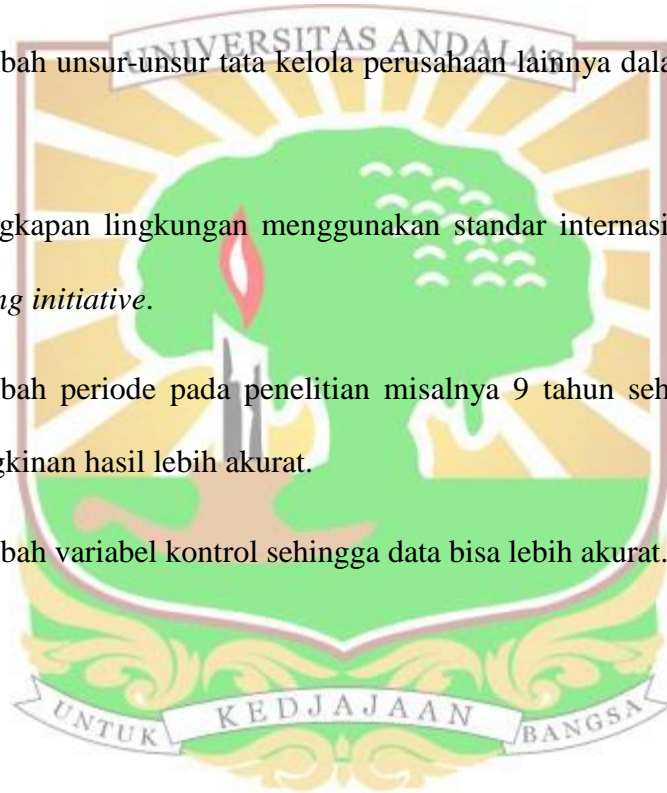 UNIVERSITAS ANDALAS
bah unsur-unsur tata kelola perusahaan lainnya dala
gkapan lingkungan menggunakan standar internasi
ng initiative.
bah periode pada penelitian misalnya 9 tahun seh
gkinan hasil lebih akurat.
bah variabel kontrol sehingga data bisa lebih akurat.
UNTUK KEDJAJAAN BANGSA